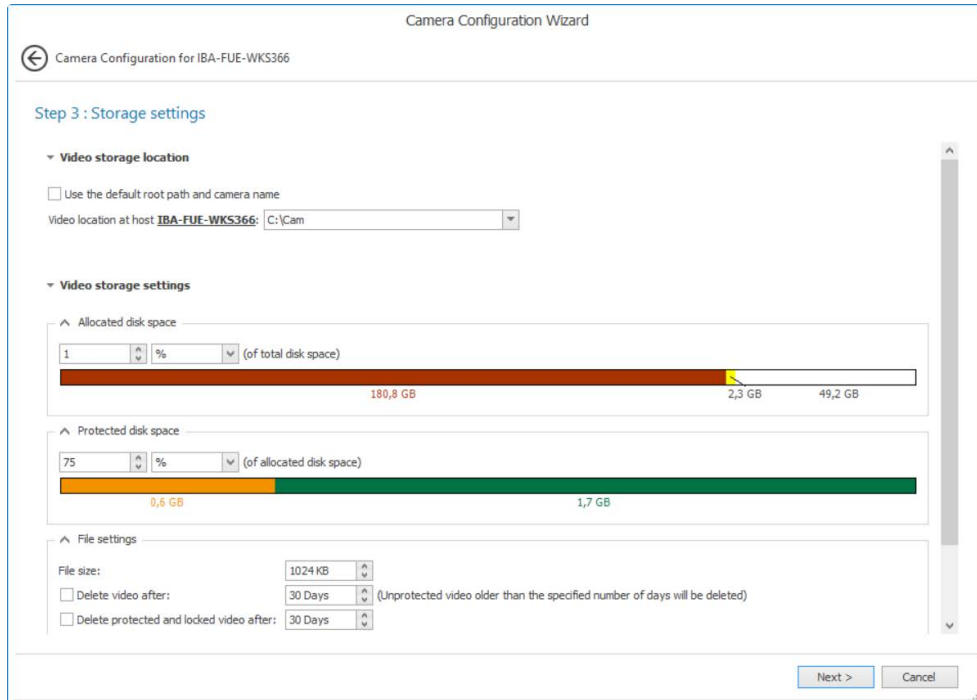 Camera Configuration Wizard
Camera Configuration for IBA-FUE-WKS366
Step 3 : Storage settings
Video storage location
Use the default root path and camera name
Video location at host IBA-FUE-WKS366: C:\Cam
Video storage settings
Allocated disk space
1 % (of total disk space)
180,8 GB 2,3 GB 49,2 GB
Protected disk space
75 % (of allocated disk space)
0,6 GB 1,7 GB
File settings
File size: 1024 KB
Delete video after: 30 Days (Unprotected video older than the specified number of days will be deleted)
Delete protected and locked video after: 30 Days
Next > Cancel